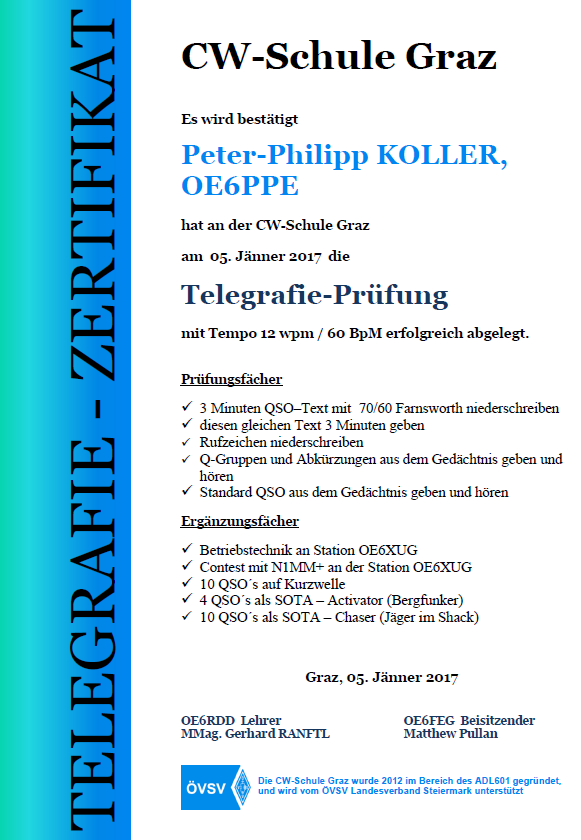 TELEGRAFIE - ZERTIFIKAT
CW-Schule Graz
Es wird bestätigt
Peter-Philipp KOLLER,
OE6PPE
hat an der CW-Schule Graz
am 05. Jänner 2017 die
Telegrafie-Prüfung
mit Tempo 12 wpm / 60 BpM erfolgreich abgelegt.
Prüfungsfächer
✓ 3 Minuten QSO–Text mit 70/60 Farnsworth niederschreiben
✓ diesen gleichen Text 3 Minuten geben
✓ Rufzeichen niederschreiben
✓ Q-Gruppen und Abkürzungen aus dem Gedächtnis geben und
hören
✓ Standard QSO aus dem Gedächtnis geben und hören
Ergänzungsfächer
✓ Betriebstechnik an Station OE6XUG
✓ Contest mit N1MM+ an der Station OE6XUG
✓ 10 QSO´s auf Kurzwelle
✓ 4 QSO´s als SOTA – Activator (Bergfunker)
✓ 10 QSO´s als SOTA – Chaser (Jäger im Shack)
Graz, 05. Jänner 2017
OE6RDD Lehrer
MMag. Gerhard RANFTL
OE6FEG Beisitzender
Matthew Pullan
ÖVSV
Die CW-Schule Graz wurde 2012 im Bereich des ADL601 gegründet,
und wird vom ÖVSV Landesverband Steiermark unterstützt